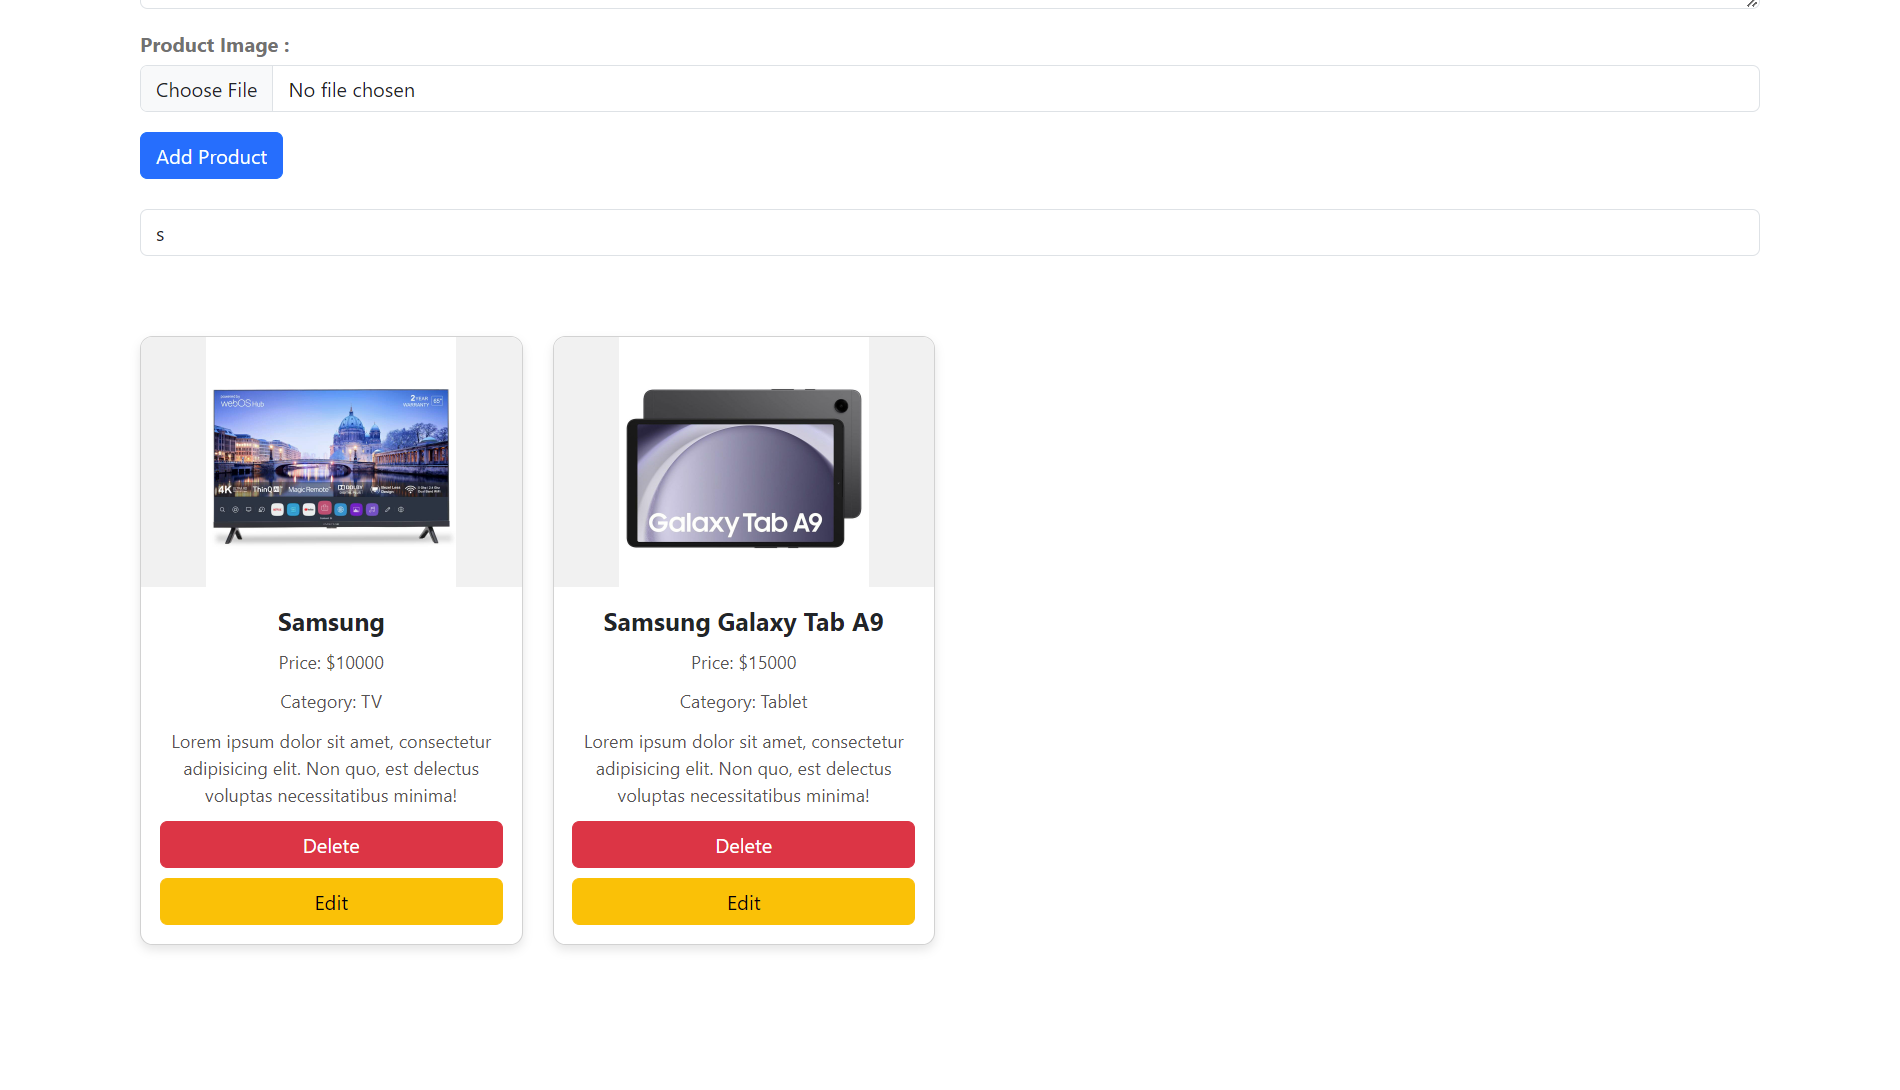 Product Image :
Choose File No file chosen
Add Product
s
webOS Hub
2 YEAR
WARRANTY
4K
ThinQ AI
Magic Remote
Galaxy Tab A9
Samsung
Price: $10000
Category: TV
Lorem ipsum dolor sit amet, consectetur
adipisicing elit. Non quo, est delectus
voluptas necessitatibus minima!
Delete
Edit
Samsung Galaxy Tab A9
Price: $15000
Category: Tablet
Lorem ipsum dolor sit amet, consectetur
adipisicing elit. Non quo, est delectus
voluptas necessitatibus minima!
Delete
Edit